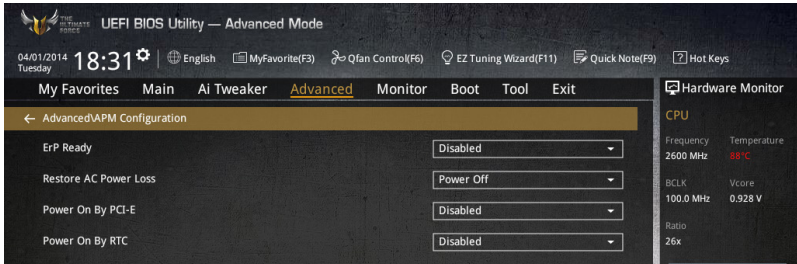 THE
ULTIMATE
FORCE
UEFI BIOS Utility — Advanced Mode
04/01/2014
Tuesday
18:31
English
MyFavorite(F3)
Qfan Control(F6)
EZ Tuning Wizard(F11)
Quick Note(F9)
? Hot Keys
My Favorites
Main
Ai Tweaker
Advanced
Monitor
Boot
Tool
Exit
Hardware Monitor
← Advanced\APM Configuration
ErP Ready
Disabled
Restore AC Power Loss
Power Off
Power On By PCI-E
Disabled
Power On By RTC
Disabled
CPU
Frequency
Temperature
2600 MHz
BCLK
Vcore
100.0 MHz
0.928 V
Ratio
26x